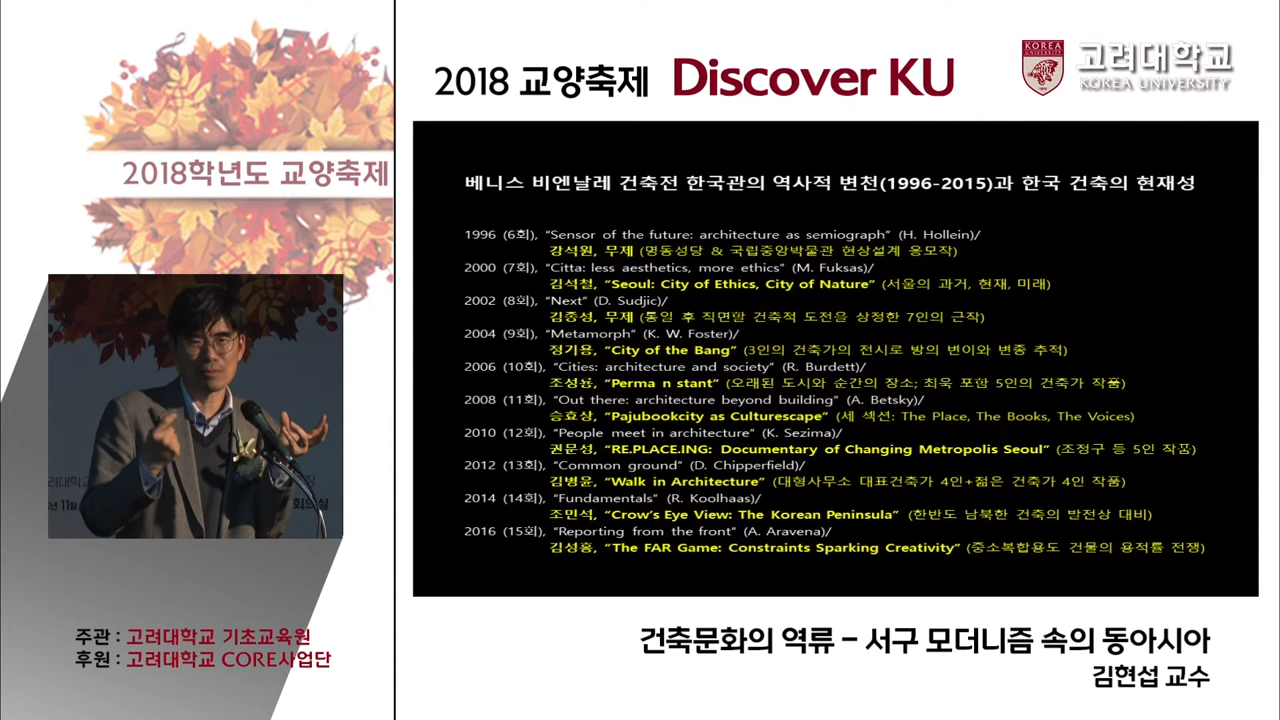 2018 교양축제 Discover KU
KOREA
UNIVERSITY
고려대학교
KOREA UNIVERSITY
2018학년도 교양축제
베니스 비엔날레 건축전 한국관의 역사적 변천(1996-2015)과 한국 건축의 현재성
1996 (6회), “Sensor of the future: architecture as semiograph” (H. Hollein)/
강석원, 무제 (명동성당 & 국립중앙박물관 현상설계 응모작)
2000 (7회), “Citta: less aesthetics, more ethics” (M. Fuksas)/
김석철, “Seoul: City of Ethics, City of Nature” (서울의 과거, 현재, 미래)
2002 (8회), “Next” (D. Sudjic)/
김종성, 무제 (통일 후 직면할 건축적 도전을 상정한 7인의 근작)
2004 (9회), “Metamorph” (K. W. Foster)/
정기용, “City of the Bang” (3인의 건축가의 전시로 방의 변이와 변종 추적)
2006 (10회), “Cities: architecture and society” (R. Burdett)/
조성룡, “Perma n stant” (오래된 도시와 순간의 장소; 최욱 포함 5인의 건축가 작품)
2008 (11회), “Out there: architecture beyond building” (A. Betsky)/
승효상, “Pajubookcity as Culturescape” (세 섹션: The Place, The Books, The Voices)
2010 (12회), “People meet in architecture” (K. Sezima)/
권문성, “RE.PLACE.ING: Documentary of Changing Metropolis Seoul” (조정구 등 5인 작품)
2012 (13회), “Common ground” (D. Chipperfield)/
김병윤, “Walk in Architecture” (대형사무소 대표건축가 4인+젊은 건축가 4인 작품)
2014 (14회), “Fundamentals” (R. Koolhaas)/
조민석, “Crow’s Eye View: The Korean Peninsula” (한반도 남북한 건축의 발전상 대비)
2016 (15회), “Reporting from the front” (A. Aravena)/
김성홍, “The FAR Game: Constraints Sparking Creativity” (중소복합용도 건물의 용적률 전쟁)
회의실
주관 : 고려대학교 기초교육원
후원 : 고려대학교 CORE사업단
건축문화의 역류 – 서구 모더니즘 속의 동아시아
김현섭 교수